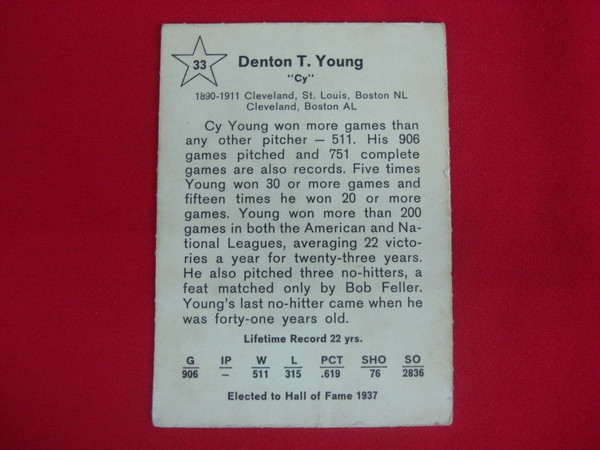 33
Denton T. Young
"Cy"
1890-1911 Cleveland, St. Louis, Boston NL
Cleveland, Boston AL
Cy Young won more games than
any other pitcher — 511. His 906
games pitched and 751 complete
games are also records. Five times
Young won 30 or more games and
fifteen times he won 20 or more
games. Young won more than 200
games in both the American and Na-
tional Leagues, averaging 22 victo-
ries a year for twenty-three years.
He also pitched three no-hitters, a
feat matched only by Bob Feller.
Young's last no-hitter came when he
was forty-one years old.
Lifetime Record 22 yrs.
G IP W L PCT SHO SO
906 — 511 315 .619 76 2836
Elected to Hall of Fame 1937